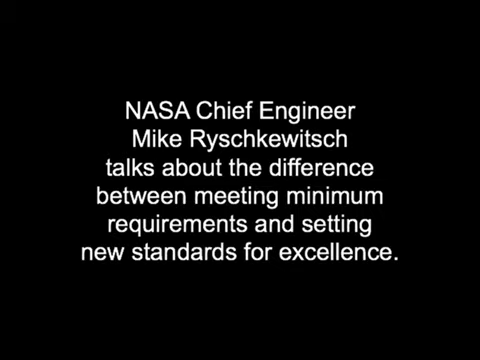 NASA Chief Engineer
Mike Ryschkewitsch
talks about the difference
between meeting minimum
requirements and setting
new standards for excellence.